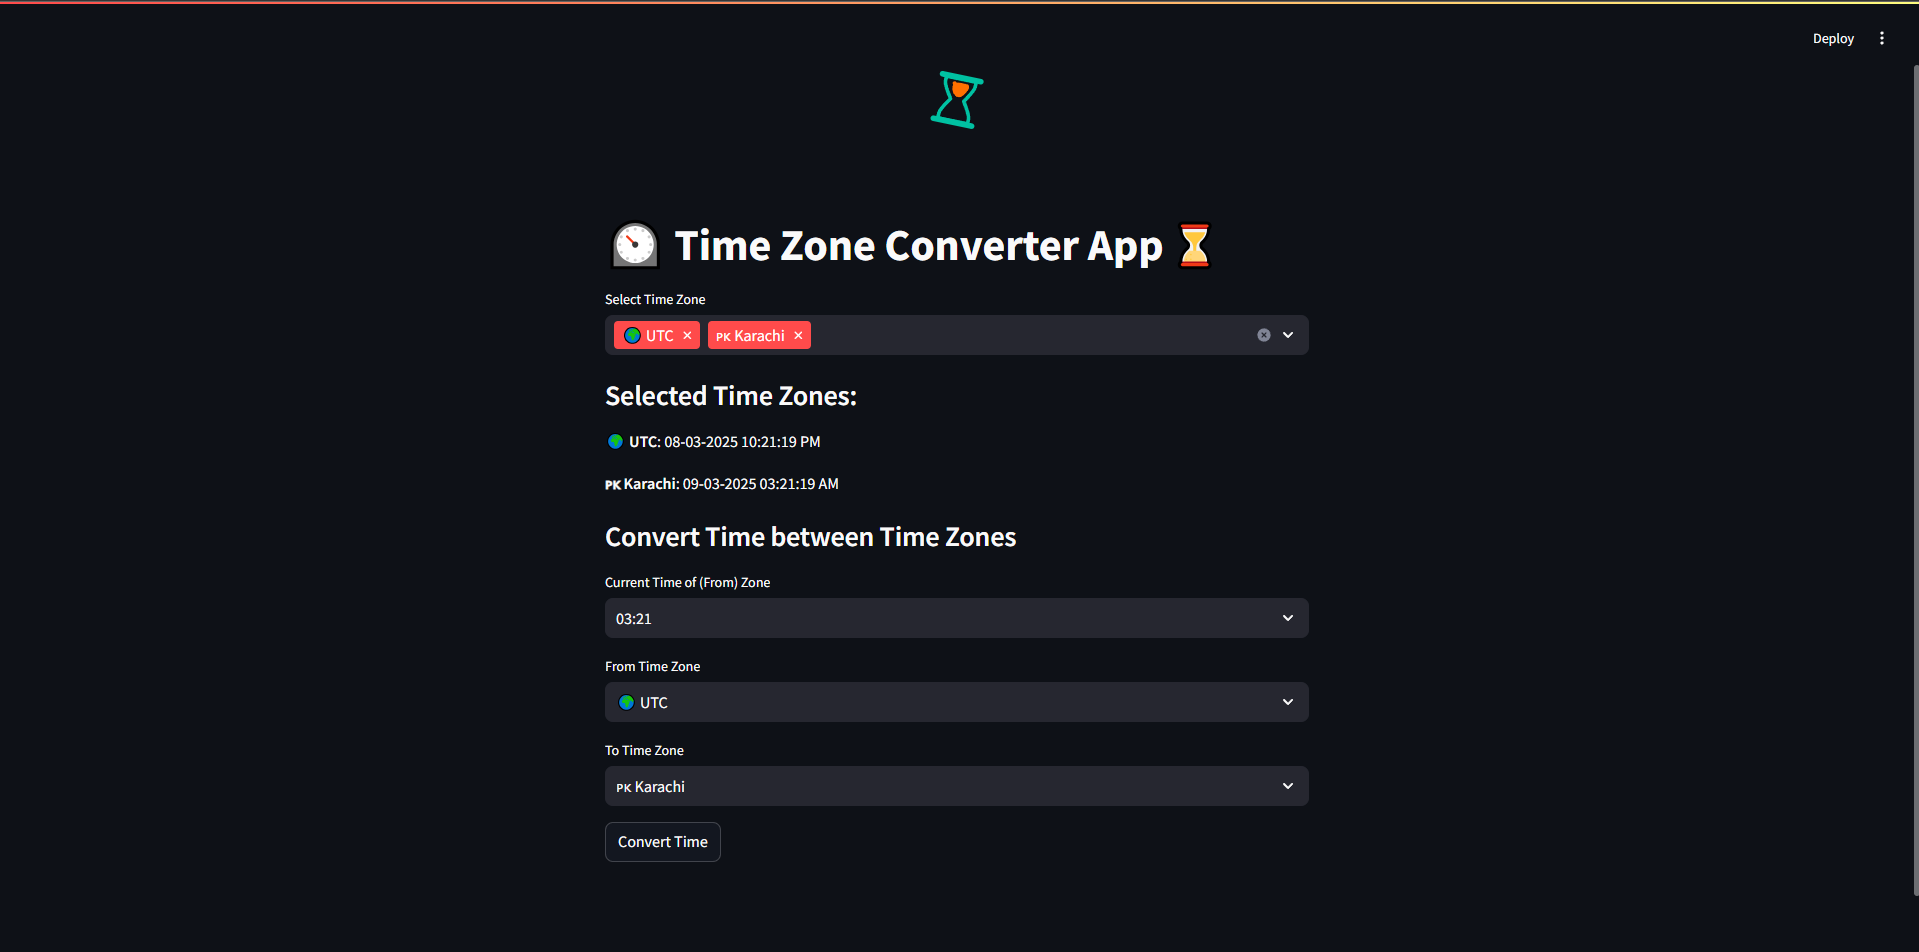 Deploy
Time Zone Converter App
Select Time Zone
UTC PK Karachi
Selected Time Zones:
UTC: 08-03-2025 10:21:19 PM
PK Karachi: 09-03-2025 03:21:19 AM
Convert Time between Time Zones
Current Time of (From) Zone
03:21
From Time Zone
UTC
To Time Zone
PK Karachi
Convert Time